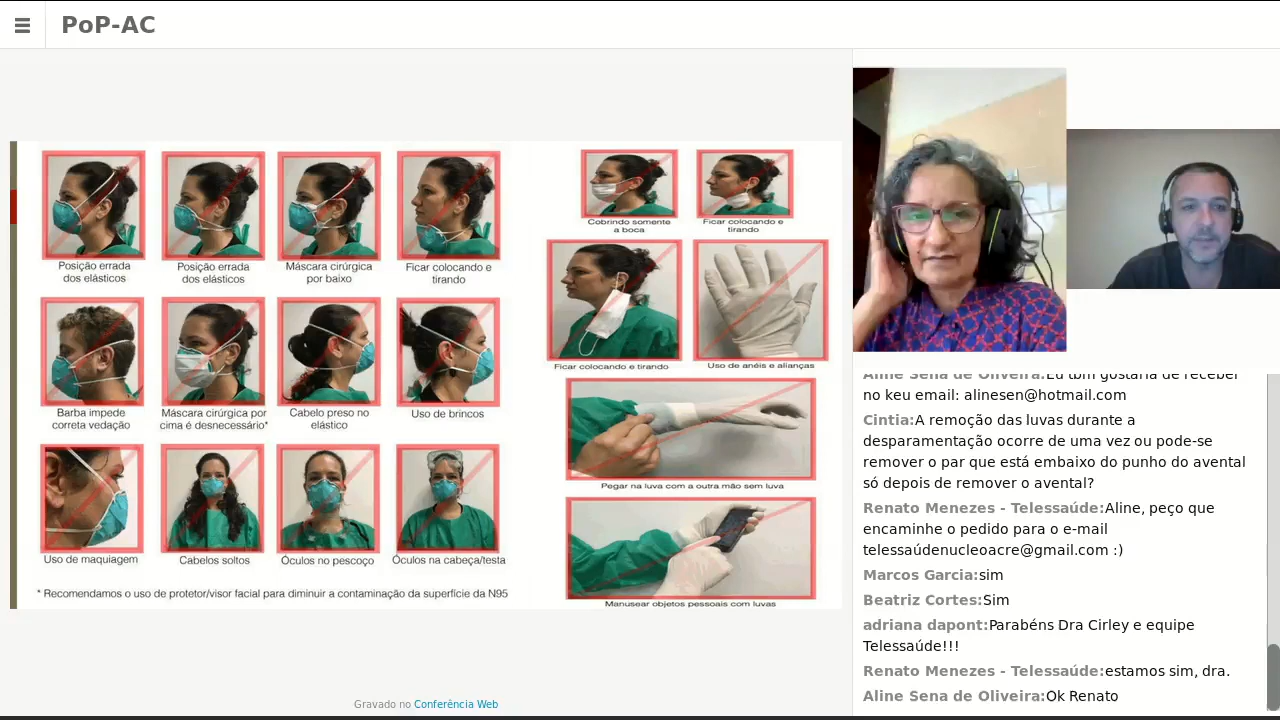 PoP-AC
Posição errada
dos elásticos
Posição errada
dos elásticos
Máscara cirúrgica
por baixo
Ficar colocando e
tirando
Barba impede
correta vedação
Máscara cirúrgica por
cima é desnecessário*
Cabelo preso no
elástico
Uso de brincos
Uso de maquiagem
Cabelos soltos
Óculos no pescoço
Óculos na cabeça/testa
* Recomendamos o uso de protetor/visor facial para diminuir a contaminação da superfície da N95
Cobrindo somente
a boca
Ficar colocando e
tirando
Ficar colocando e tirando
Uso de anéis e alianças
Pegar na luva com a outra mão sem luva
Manusear objetos pessoais com luvas
Aline Sena de Oliveira:Eu tbm gostaria de receber
no keu email: alinesen@hotmail.com
Cintia:A remoção das luvas durante a
desparamentação ocorre de uma vez ou pode-se
remover o par que está embaixo do punho do avental
só depois de remover o avental?
Renato Menezes - Telessaúde:Aline, peço que
encaminhe o pedido para o e-mail
telessaúdenucleoacre@gmail.com :)
Marcos Garcia:sim
Beatriz Cortes:Sim
adriana dapont:Parabéns Dra Cirley e equipe
Telessaúde!!!
Renato Menezes - Telessaúde:estamos sim, dra.
Aline Sena de Oliveira:Ok Renato
Gravado no Conferência Web